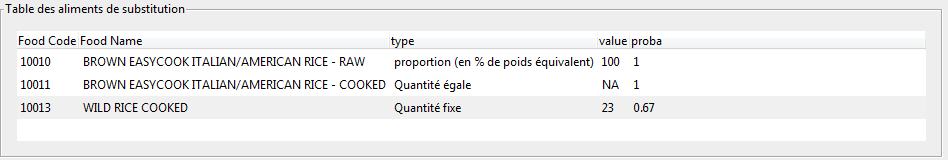 Table des aliments de substitution
Food Code Food Name type value proba
10010 BROWN EASYCOOK ITALIAN/AMERICAN RICE - RAW proportion (en % de poids équivalent) 100 1
10011 BROWN EASYCOOK ITALIAN/AMERICAN RICE - COOKED Quantité égale NA 1
10013 WILD RICE COOKED Quantité fixe 23 0.67